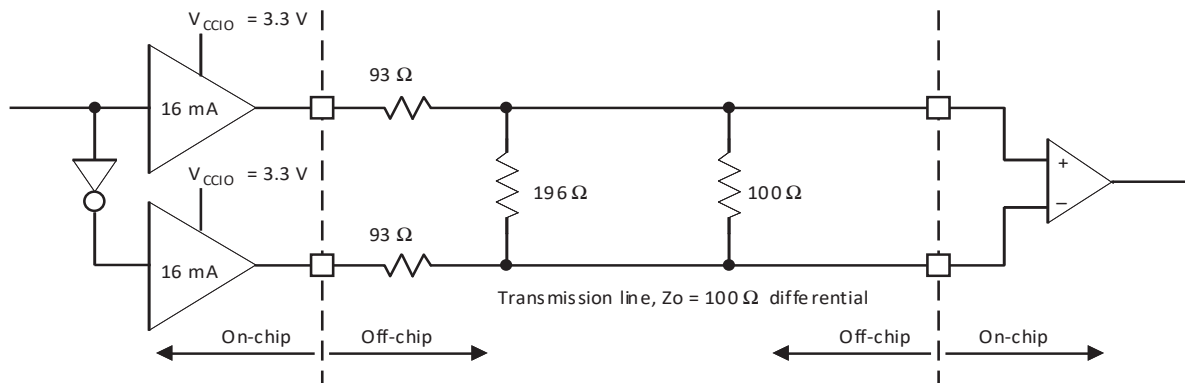 V_CCIO = 3.3 V
16 mA
93 Ω
V_CCIO = 3.3 V
16 mA
93 Ω
196 Ω
100 Ω
+
–
Transmission line, Zo = 100 Ω differential
On-chip
Off-chip
Off-chip
On-chip